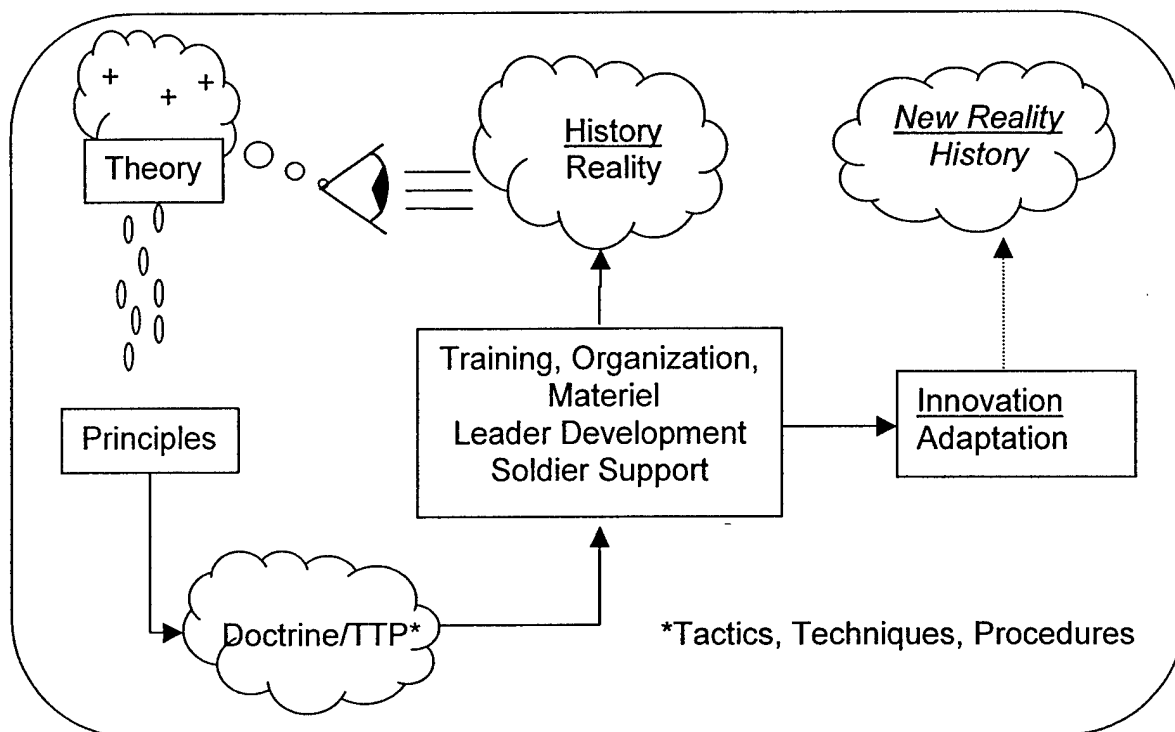 + + +
Theory
History
Reality
New Reality
History
Training, Organization,
Materiel
Leader Development
Soldier Support
Innovation
Adaptation
Principles
Doctrine/TTP*
*Tactics, Techniques, Procedures